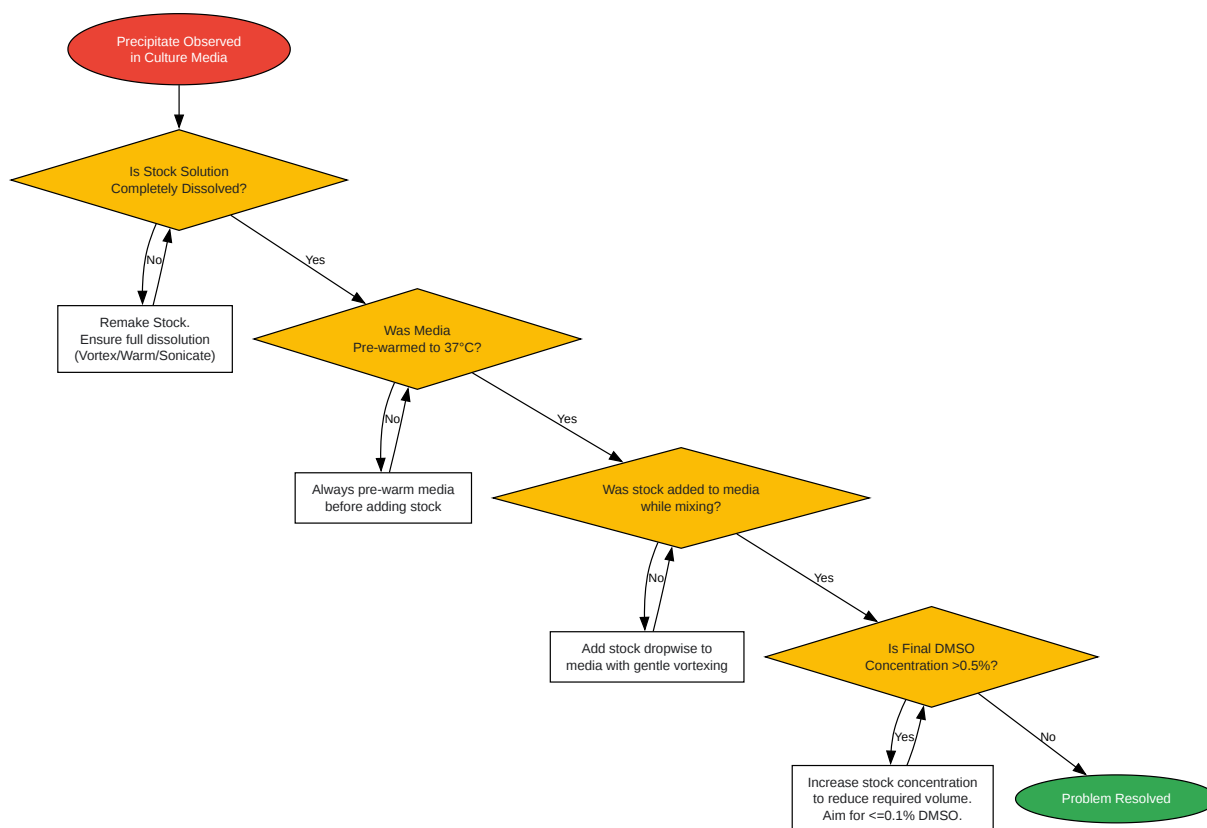 Precipitate Observed
in Culture Media
Is Stock Solution
Completely Dissolved?
No
Yes
Remake Stock.
Ensure full dissolution
(Vortex/Warm/Sonicate)
Was Media
Pre-warmed to 37°C?
No
Yes
Always pre-warm media
before adding stock
Was stock added to media
while mixing?
No
Yes
Add stock dropwise to
media with gentle vortexing
Is Final DMSO
Concentration >0.5%?
Yes
No
Increase stock concentration
to reduce required volume.
Aim for <=0.1% DMSO.
Problem Resolved